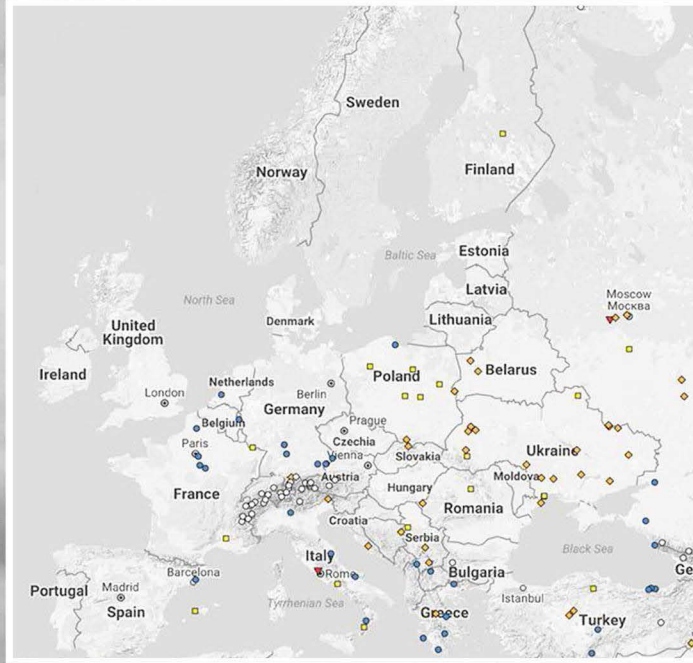 Sweden
Norway
Finland
Baltic Sea
Estonia
Latvia
Moscow
Москва
North Sea
Denmark
Lithuania
United
Kingdom
Ireland
London
Netherlands
Berlin
Poland
Belarus
Germany
Belgium
Paris
Prague
Czechia
Vienna
Slovakia
Ukraine
Austria
Moldova
France
Hungary
Romania
Croatia
Serbia
Italy
Black Sea
Barcelona
Rome
Bulgaria
Ge
Portugal
Madrid
Spain
Tyrrhenian Sea
Istanbul
Greece
Turkey